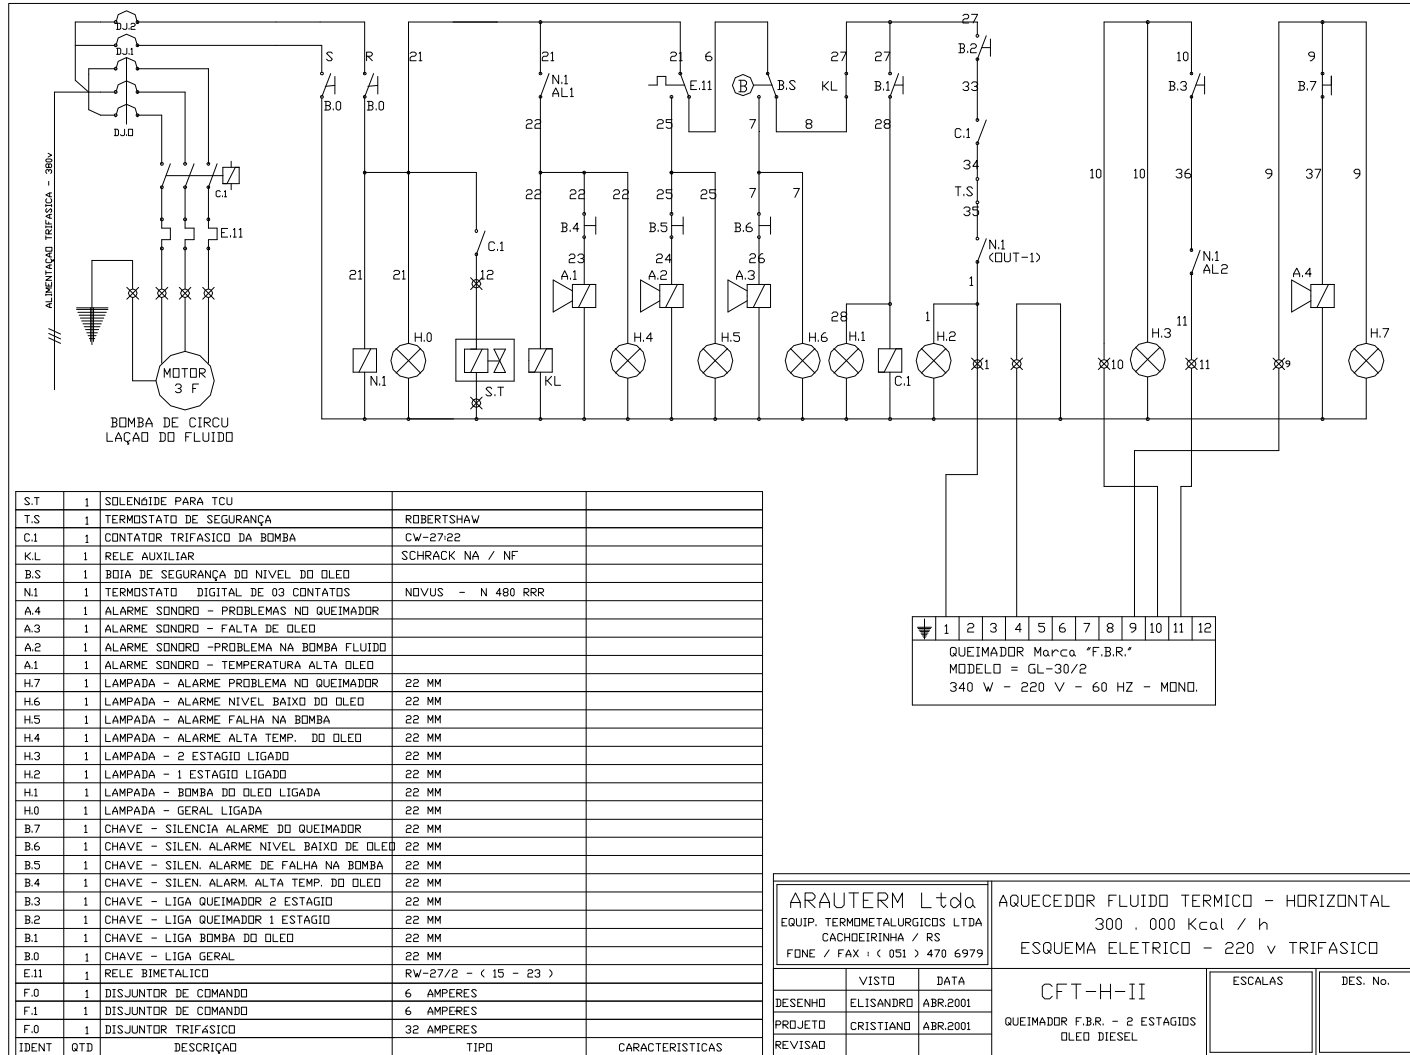 DJ.2
DJ.1
DJ.0
S
R
B.0
B.0
21
21
N.1
AL1
21
6
E.11
B
B.S
27
KL
27
B.1
27
B.2
10
B.3
9
B.7
33
22
25
7
8
28
C.1
34
T.S
35
ALIMENTAÇAO TRIFASICA - 380v
C.1
E.11
22
22
22
25
25
7
7
10
10
36
9
37
9
B.4
B.5
B.6
C.1
N.1
(OUT-1)
N.1
AL2
21
21
12
23
24
26
1
A.1
A.2
A.3
A.4
28
1
11
H.0
H.4
H.5
H.6
H.1
H.2
H.3
H.7
MOTOR
3 F
N.1
S.T
KL
C.1
1
10
11
9
BOMBA DE CIRCU
LAÇAO DO FLUIDO
S.T 1 SOLENóIDE PARA TCU
T.S 1 TERMOSTATO DE SEGURANÇA ROBERTSHAW
C.1 1 CONTATOR TRIFASICO DA BOMBA CW-27:22
K.L 1 RELE AUXILIAR SCHRACK NA / NF
B.S 1 BOIA DE SEGURANÇA DO NIVEL DO OLEO
N.1 1 TERMOSTATO DIGITAL DE 03 CONTATOS NOVUS - N 480 RRR
A.4 1 ALARME SONORO - PROBLEMAS NO QUEIMADOR
A.3 1 ALARME SONORO - FALTA DE OLEO
A.2 1 ALARME SONORO -PROBLEMA NA BOMBA FLUIDO
A.1 1 ALARME SONORO - TEMPERATURA ALTA OLEO
H.7 1 LAMPADA - ALARME PROBLEMA NO QUEIMADOR 22 MM
H.6 1 LAMPADA - ALARME NIVEL BAIXO DO OLEO 22 MM
H.5 1 LAMPADA - ALARME FALHA NA BOMBA 22 MM
H.4 1 LAMPADA - ALARME ALTA TEMP. DO OLEO 22 MM
H.3 1 LAMPADA - 2 ESTAGIO LIGADO 22 MM
H.2 1 LAMPADA - 1 ESTAGIO LIGADO 22 MM
H.1 1 LAMPADA - BOMBA DO OLEO LIGADA 22 MM
H.0 1 LAMPADA - GERAL LIGADA 22 MM
B.7 1 CHAVE - SILENCIA ALARME DO QUEIMADOR 22 MM
B.6 1 CHAVE - SILEN. ALARME NIVEL BAIXO DE OLEO 22 MM
B.5 1 CHAVE - SILEN. ALARME DE FALHA NA BOMBA 22 MM
B.4 1 CHAVE - SILEN. ALARM. ALTA TEMP. DO OLEO 22 MM
B.3 1 CHAVE - LIGA QUEIMADOR 2 ESTAGIO 22 MM
B.2 1 CHAVE - LIGA QUEIMADOR 1 ESTAGIO 22 MM
B.1 1 CHAVE - LIGA BOMBA DO OLEO 22 MM
B.0 1 CHAVE - LIGA GERAL 22 MM
E.11 1 RELE BIMETALICO RW-27/2 - ( 15 - 23 )
F.0 1 DISJUNTOR DE COMANDO 6 AMPERES
F.1 1 DISJUNTOR DE COMANDO 6 AMPERES
F.0 1 DISJUNTOR TRIFáSICO 32 AMPERES
IDENT QTD DESCRIÇAO TIPO CARACTERISTICAS
1 2 3 4 5 6 7 8 9 10 11 12
QUEIMADOR Marca "F.B.R."
MODELO = GL-30/2
340 W - 220 V - 60 HZ - MONO.
ARAUTERM Ltda
EQUIP. TERMOMETALURGICOS LTDA
CACHOEIRINHA / RS
FONE / FAX : ( 051 ) 470 6979
AQUECEDOR FLUIDO TERMICO - HORIZONTAL
300 . 000 Kcal / h
ESQUEMA ELETRICO - 220 v TRIFASICO
VISTO DATA
DESENHO ELISANDRO ABR.2001
PROJETO CRISTIANO ABR.2001
REVISAO
CFT-H-II
QUEIMADOR F.B.R. - 2 ESTAGIOS
OLEO DIESEL
ESCALAS
DES. No.